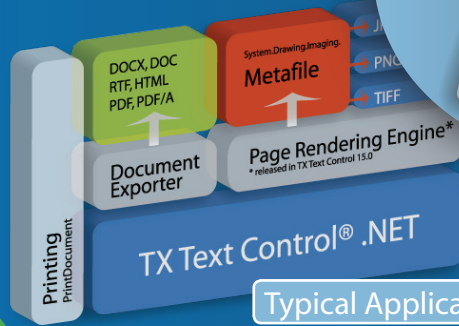 DOCX, DOC
RTF, HTML
PDF, PDF/A
System.Drawing.Imaging.
Metafile
PNG
TIFF
Document
Exporter
Page Rendering Engine*
* released in TX Text Control 15.0
Printing
PrintDocument
TX Text Control® .NET
Typical